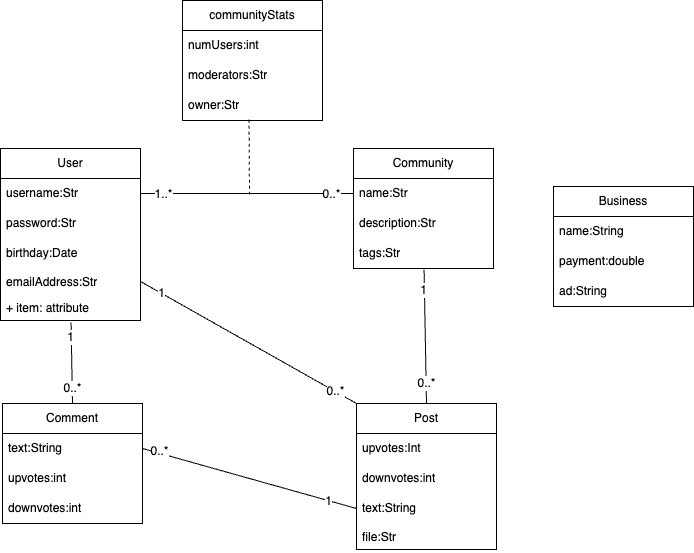 communityStats
numUsers:int
moderators:Str
owner:Str
User
username:Str
password:Str
birthday:Date
emailAddress:Str
+ item: attribute
1..*
0..*
Community
name:Str
description:Str
tags:Str
Business
name:String
payment:double
ad:String
1
1
1
0..*
0..*
0..*
Comment
text:String
upvotes:int
downvotes:int
0..*
1
Post
upvotes:Int
downvotes:int
text:String
file:Str